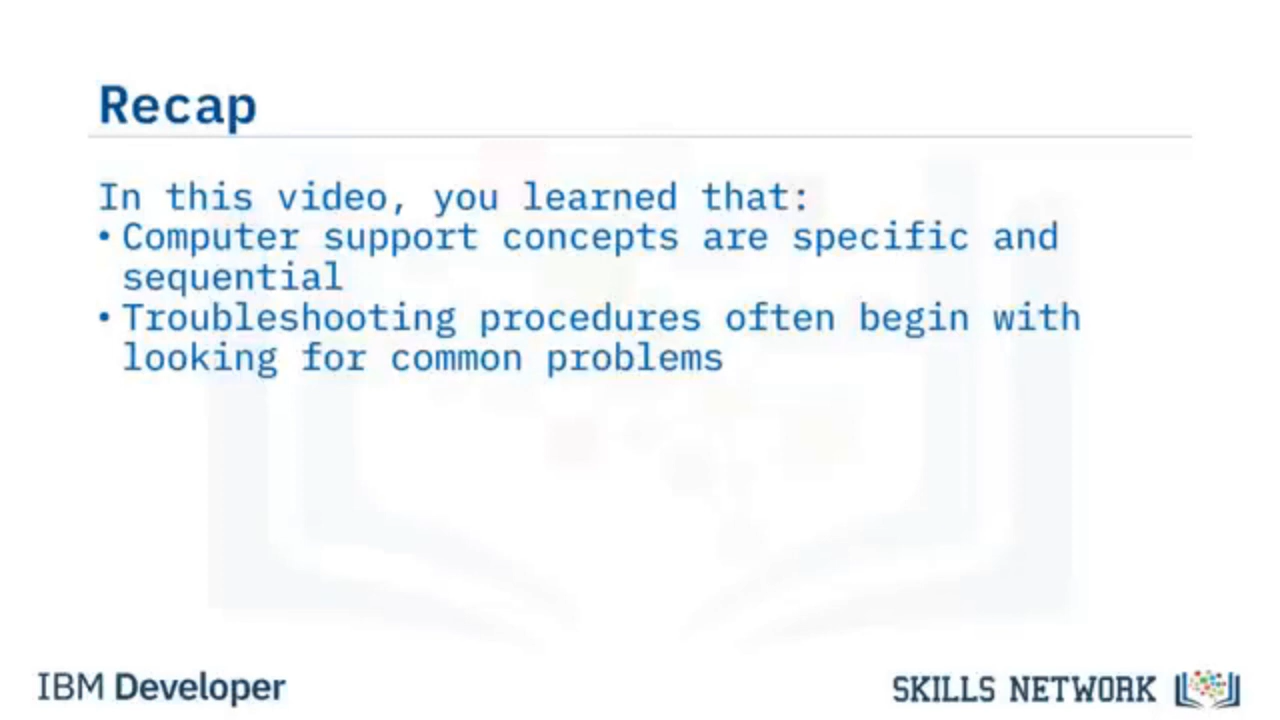 Recap
In this video, you learned that:
• Computer support concepts are specific and
sequential
• Troubleshooting procedures often begin with
looking for common problems
IBM Developer
SKILLS NETWORK